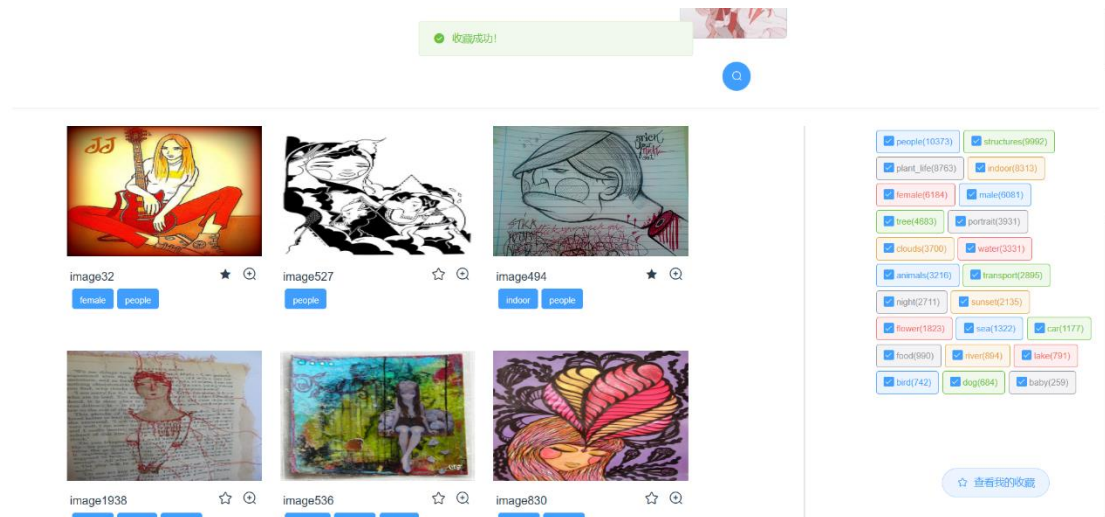 收藏成功!
image32
female people
image527
people
image494
indoor people
image1938
image536
image830
people(10373) structures(9992)
plant_life(8763) indoor(8313)
female(6184) male(6081)
tree(4683) portrait(3931)
clouds(3700) water(3331)
animals(3216) transport(2895)
night(2711) sunset(2135)
flower(1823) sea(1322) car(1177)
food(990) river(894) lake(791)
bird(742) dog(684) baby(259)
查看我的收藏